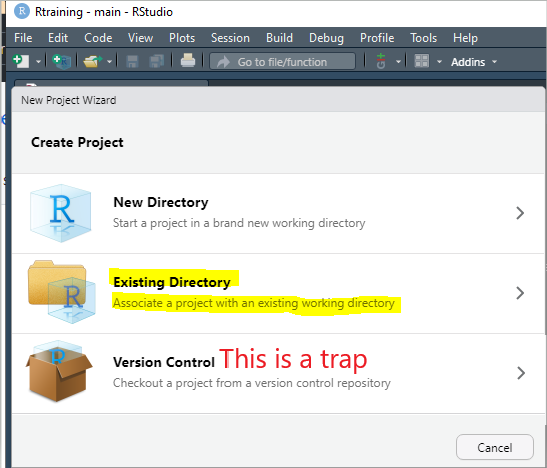 Rtraining - main - RStudio
File Edit Code View Plots Session Build Debug Profile Tools Help
Go to file/function Addins
New Project Wizard
Create Project
New Directory
Start a project in a brand new working directory
Existing Directory
Associate a project with an existing working directory
Version Control This is a trap
Checkout a project from a version control repository
Cancel